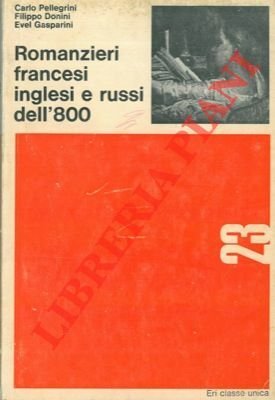 Carlo Pellegrini
Filippo Donini
Evel Gasparini
Romanzieri
francesi
inglesi e russi
dell'800
LIBRERIA PIANI
23
Eri classe unica